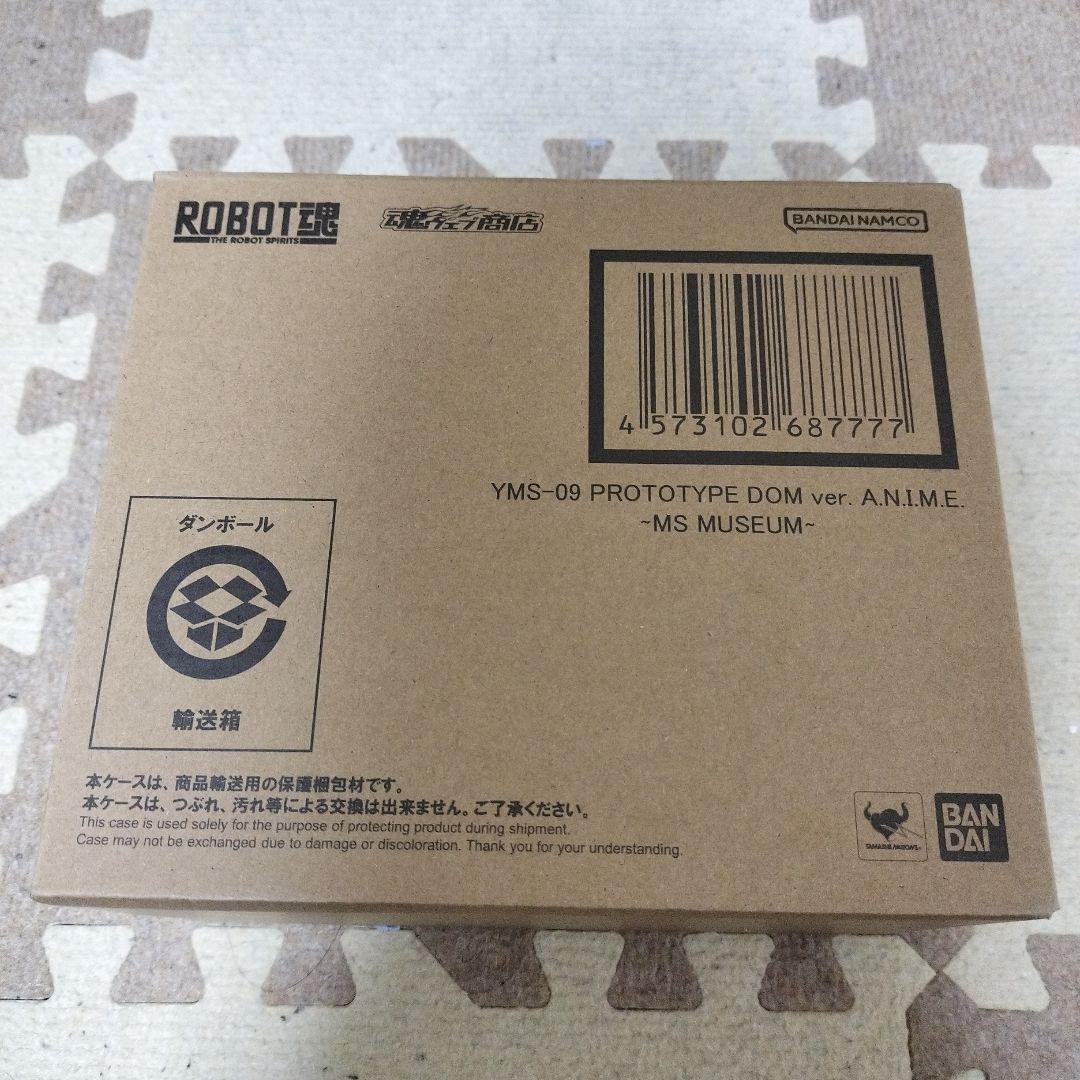 ROBOT魂
THE ROBOT SPIRITS
魂ウェブ商店
BANDAI NAMCO
4 573102 687777
YMS-09 PROTOTYPE DOM ver. A.N.I.M.E.
~MS MUSEUM~
ダンボール
輸送箱
本ケースは、商品輸送用の保護梱包材です。
本ケースは、つぶれ、汚れ等による交換は出来ません。ご了承ください。
This case is used solely for the purpose of protecting product during shipment.
Case may not be exchanged due to damage or discoloration. Thank you for your understanding.
TAMASHII NATIONS
BAN
DAI